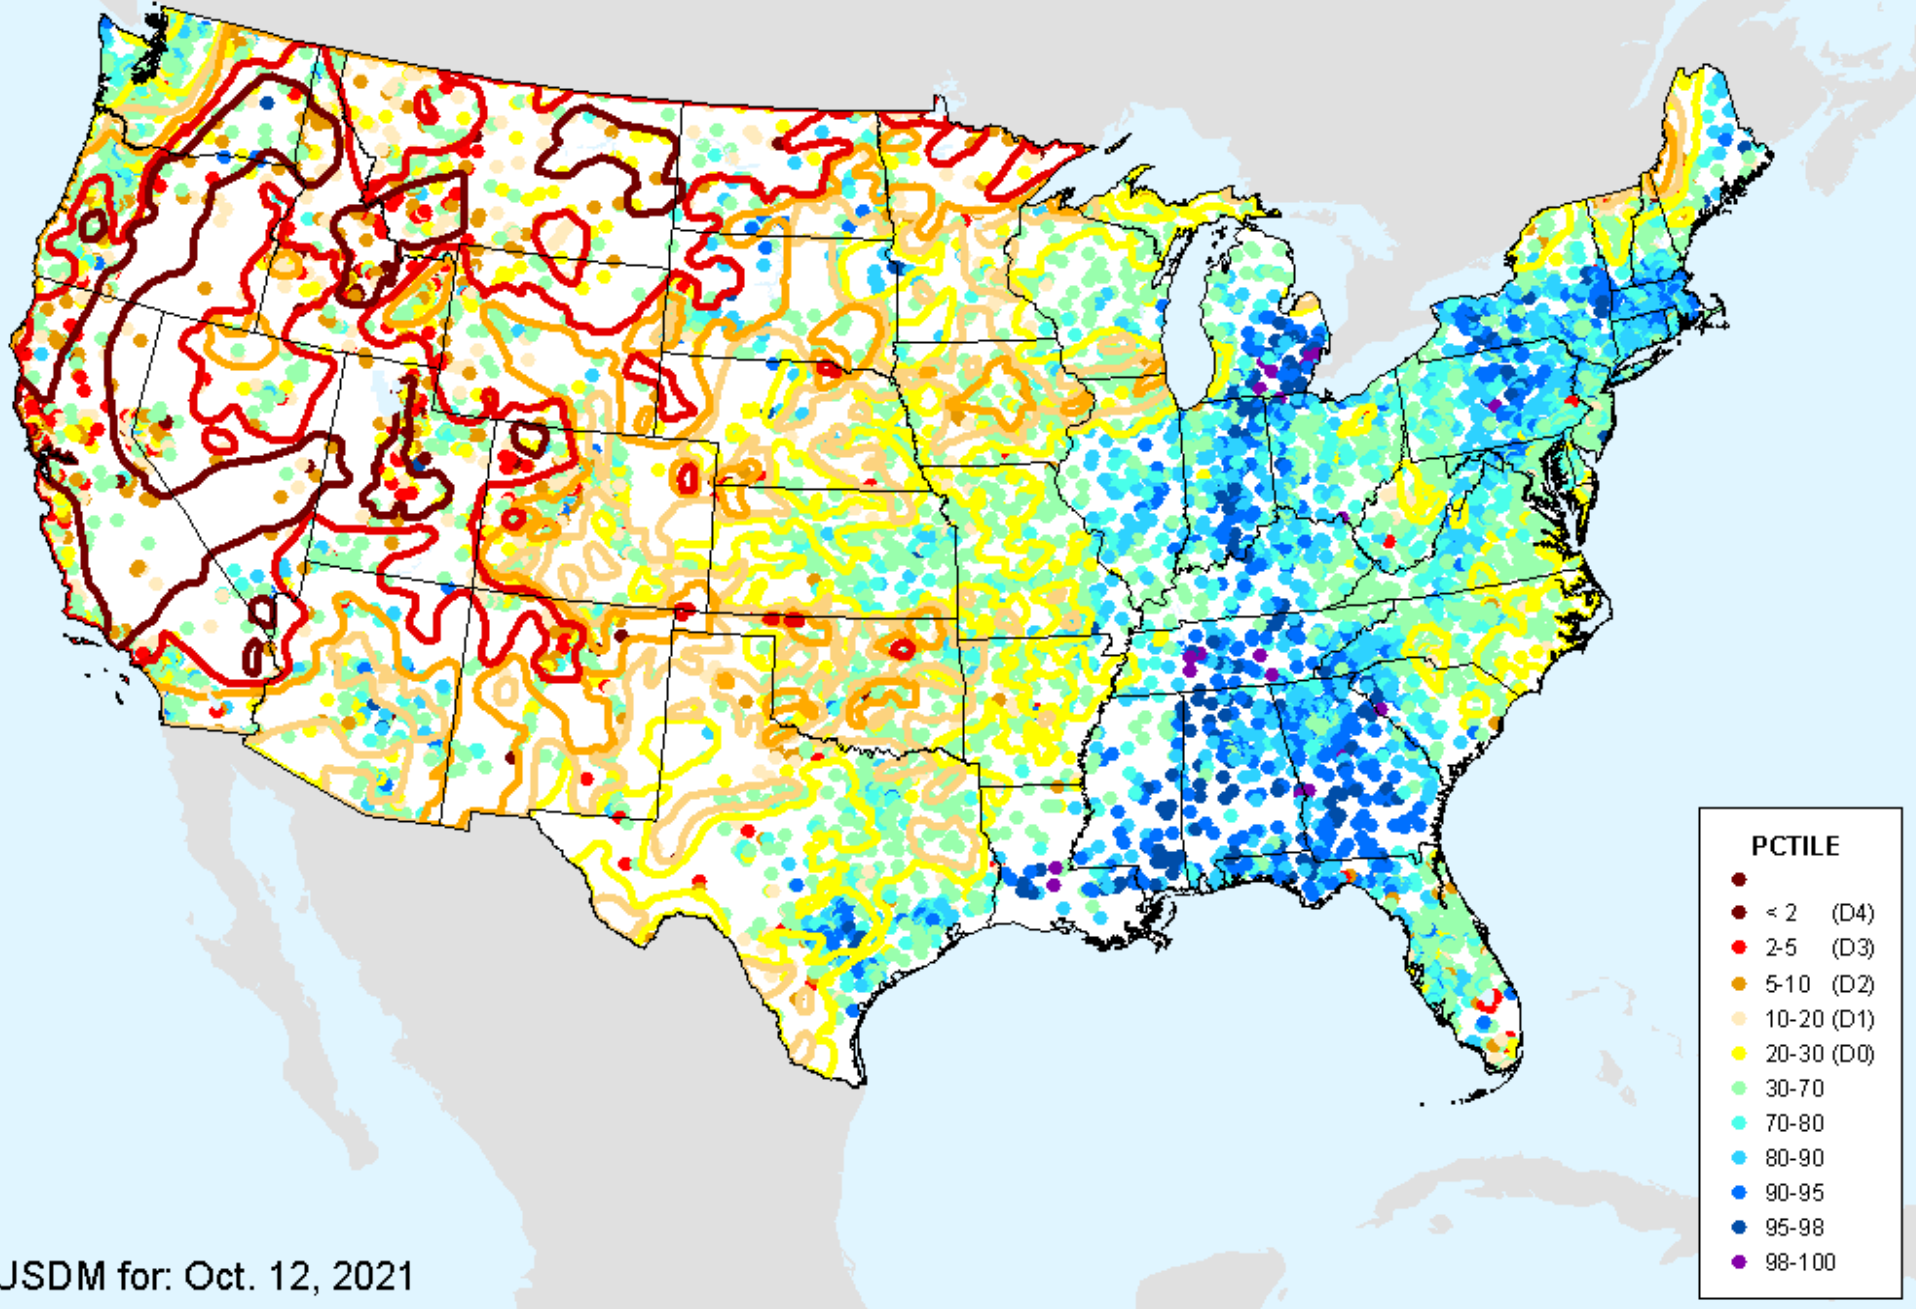 PCTILE
< 2 (D4)
2-5 (D3)
5-10 (D2)
10-20 (D1)
20-30 (D0)
30-70
70-80
80-90
90-95
95-98
98-100
USDM for: Oct. 12, 2021